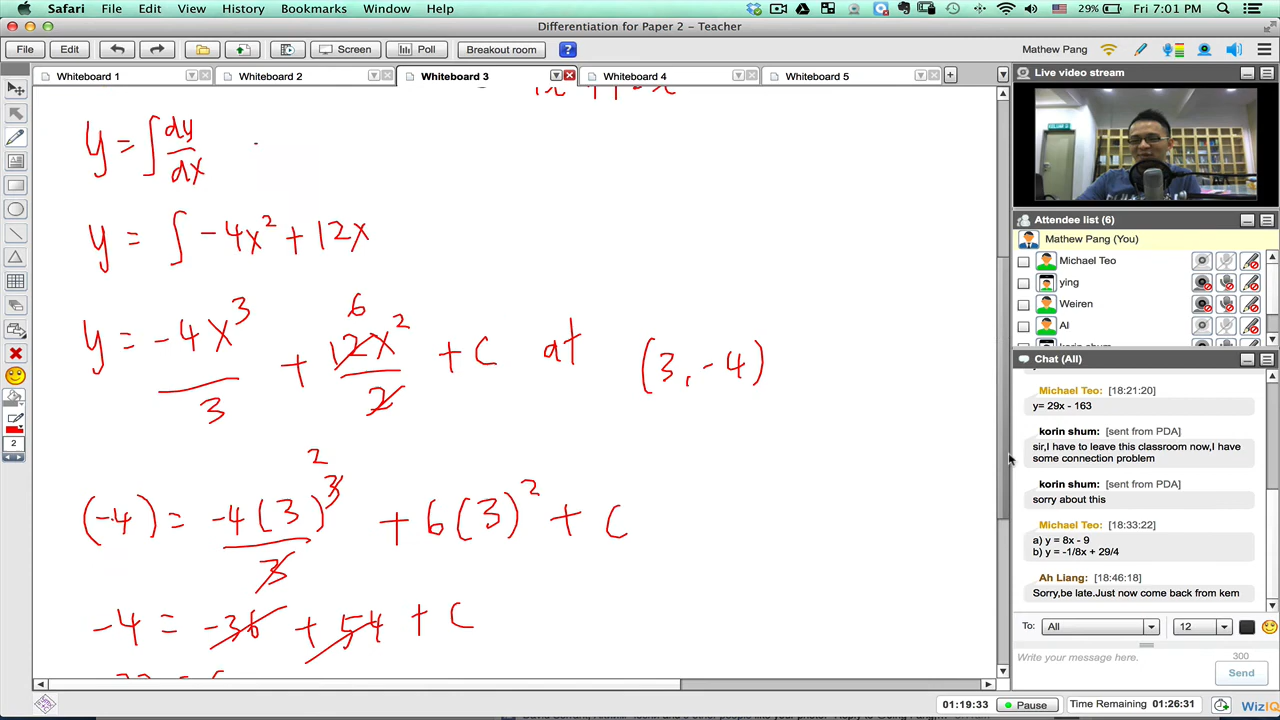 Safari File Edit View History Bookmarks Window Help 29% Fri 7:01 PM
Differentiation for Paper 2 - Teacher
File Edit Screen Poll Breakout room ? Mathew Pang
Whiteboard 1 Whiteboard 2 Whiteboard 3 Whiteboard 4 Whiteboard 5
Live video stream
y = ∫ dy/dx
y = ∫ -4x² + 12x
6
y = -4x³/3 + 12x²/2 + c at (3, -4)
2
(-4) = -4(3)³/3 + 6(3)² + c
-4 = -36 + 54 + c
2
Attendee list (6)
Mathew Pang (You)
Michael Teo
ying
Weiren
Al
Chat (All)
Michael Teo: [18:21:20]
y= 29x - 163
korin shum: [sent from PDA]
sir,I have to leave this classroom now,I have
some connection problem
korin shum: [sent from PDA]
sorry about this
Michael Teo: [18:33:22]
a) y = 8x - 9
b) y = -1/8x + 29/4
Ah Liang: [18:46:18]
Sorry,be late.Just now come back from kem
To: All 12
Write your message here... 300
Send
01:19:33 Pause Time Remaining 01:26:31 WizIQ